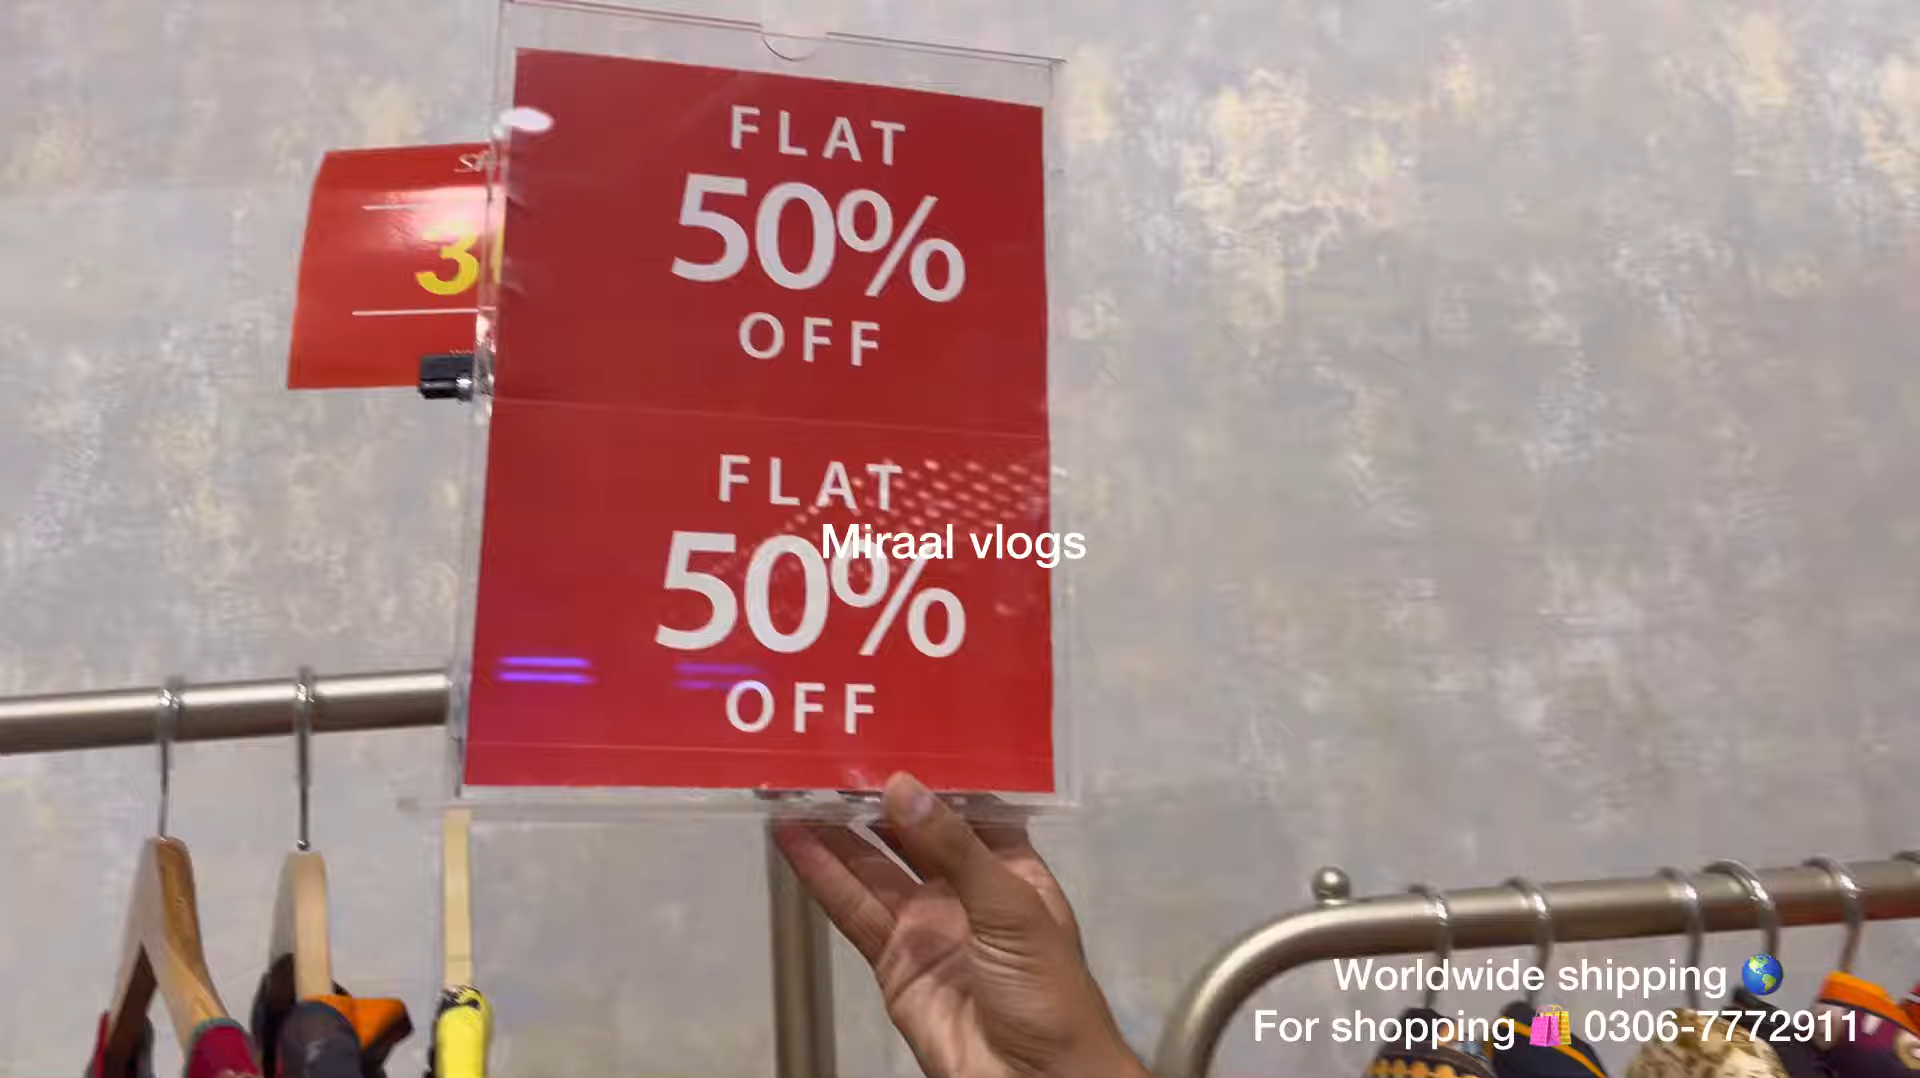 FLAT
50%
OFF
FLAT
50%
OFF
Miraal vlogs
Worldwide shipping 🌎
For shopping 🛍️ 0306-7772911